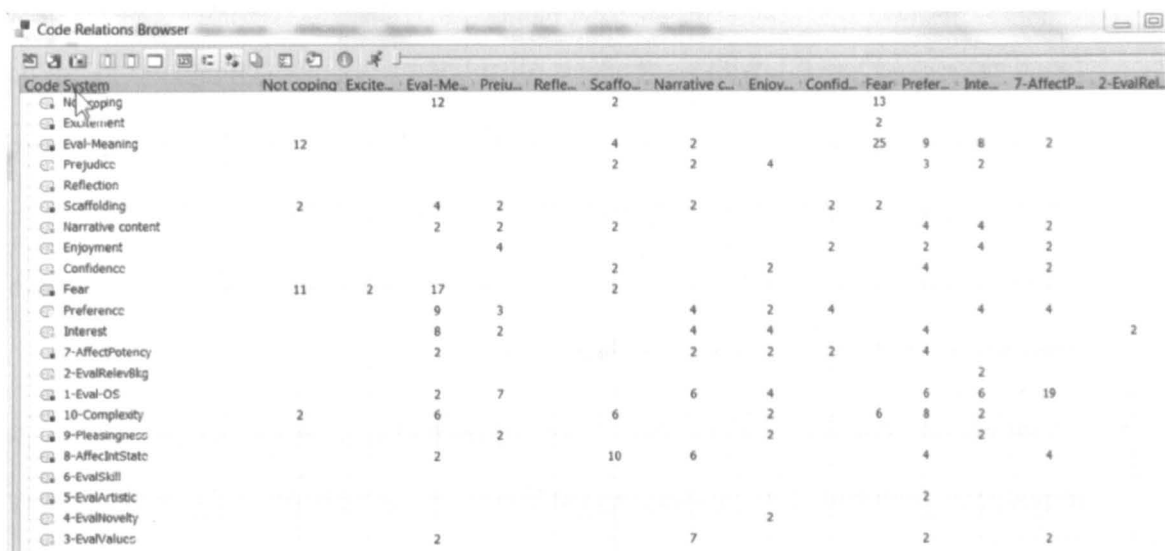 Code Relations Browser
Code System Not coping Excite... Eval-Me... Preju... Refle... Scaffo... Narrative c... Enjoy... Confid... Fear Prefer... Inte... 7-AffectP... 2-EvalRel...
Not coping 12 2 13
Excitement 2
Eval-Meaning 12 4 2 25 9 8 2
Prejudice 2 2 4 3 2
Reflection
Scaffolding 2 4 2 2 2 2
Narrative content 2 2 2 4 4 2
Enjoyment 4 2 2 4 2
Confidence 2 2 4 2
Fear 11 2 17 2
Preference 9 3 4 2 4 4 4
Interest 8 2 4 4 4 2
7-AffectPotency 2 2 2 2 4
2-EvalRelevBkg 2
1-Eval-OS 2 7 6 4 6 6 19
10-Complexity 2 6 6 2 6 8 2
9-Pleasingness 2 2 2
8-AffecIntState 2 10 6 4 4
6-EvalSkill
5-EvalArtistic 2
4-EvalNovelty 2
3-EvalValues 2 7 2 2